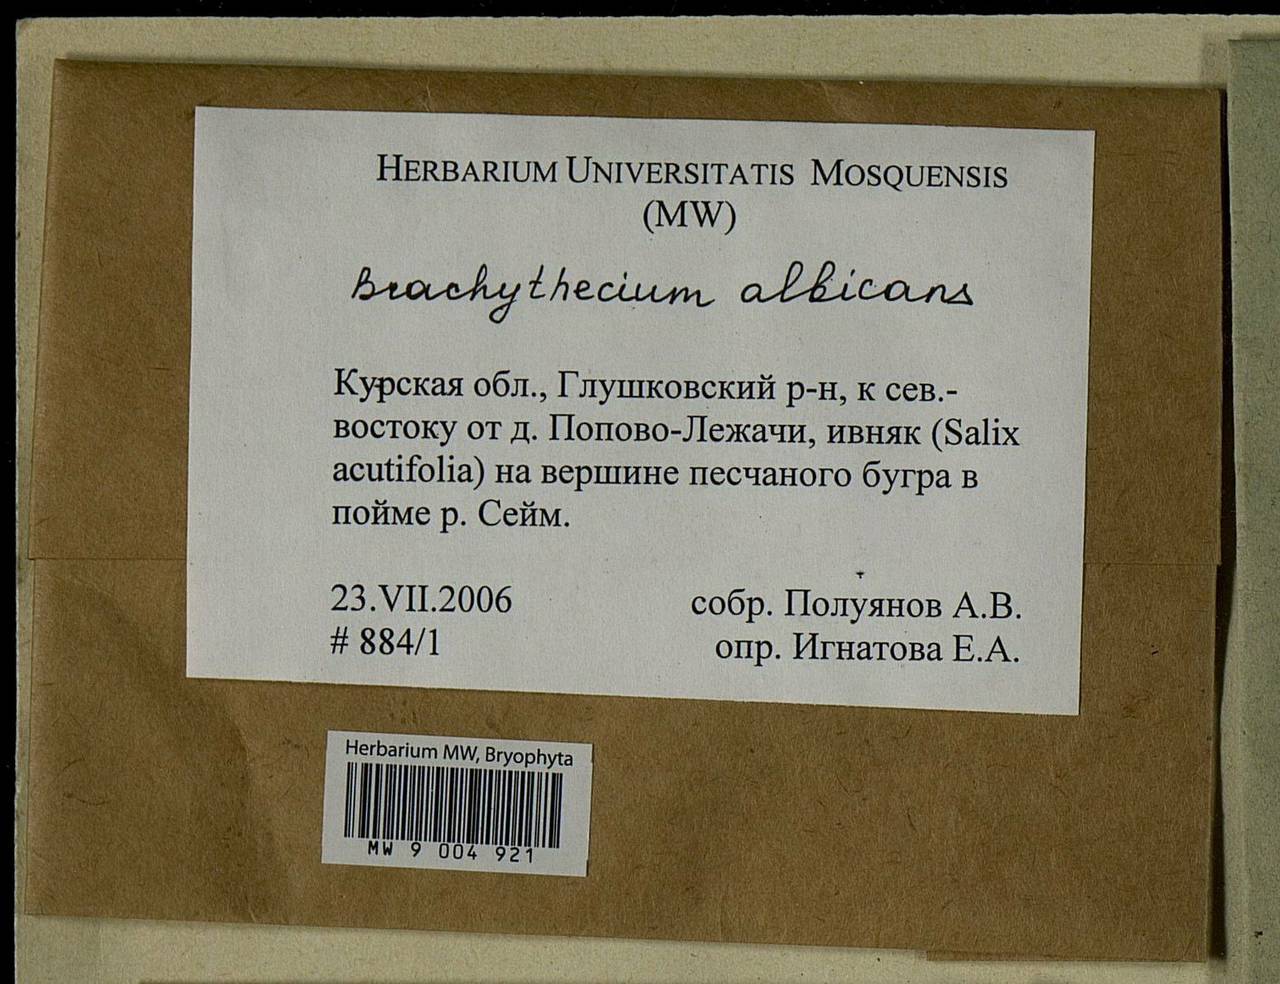 HERBARIUM UNIVERSITATIS MOSQUENSIS
(MW)
Brachythecium albicans
Курская обл., Глушковский р-н, к сев.-
востоку от д. Попово-Лежачи, ивняк (Salix
acutifolia) на вершине песчаного бугра в
пойме р. Сейм.
23.VII.2006 собр. Полуянов А.В.
# 884/1 опр. Игнатова Е.А.
Herbarium MW, Bryophyta
MW 9 004 921